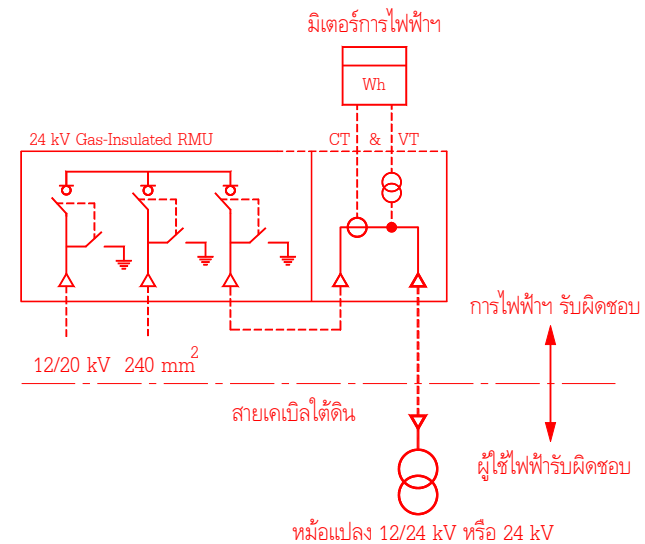 มิเตอร์การไฟฟ้าฯ
Wh
24 kV Gas-Insulated RMU
CT & VT
การไฟฟ้าฯ รับผิดชอบ
12/20 kV 240 mm²
สายเคเบิลใต้ดิน
ผู้ใช้ไฟฟ้ารับผิดชอบ
หม้อแปลง 12/24 kV หรือ 24 kV